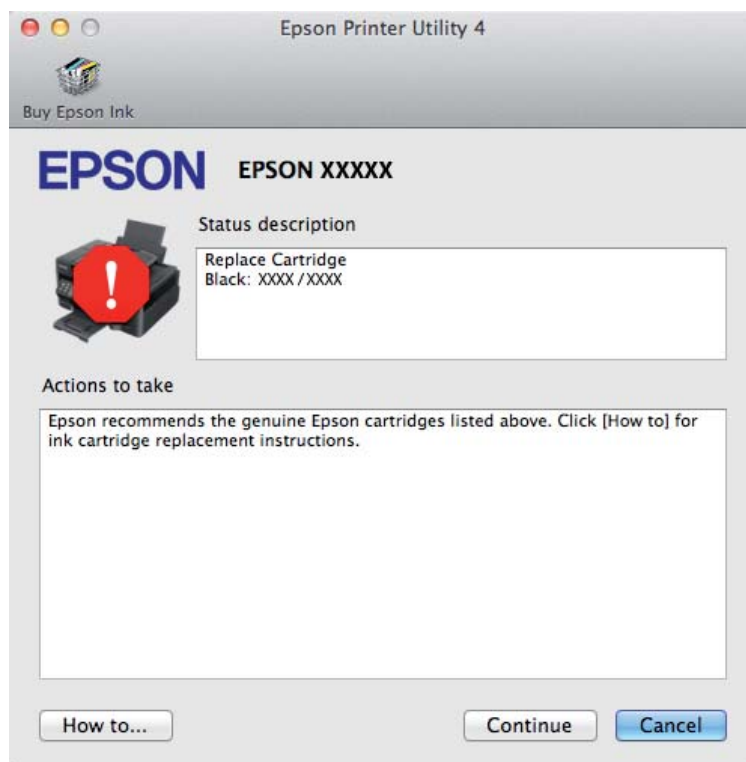 Epson Printer Utility 4
Buy Epson Ink
EPSON EPSON XXXXX
Status description
Replace Cartridge
Black: XXXX/XXXX
!
Actions to take
Epson recommends the genuine Epson cartridges listed above. Click [How to] for
ink cartridge replacement instructions.
How to... Continue Cancel